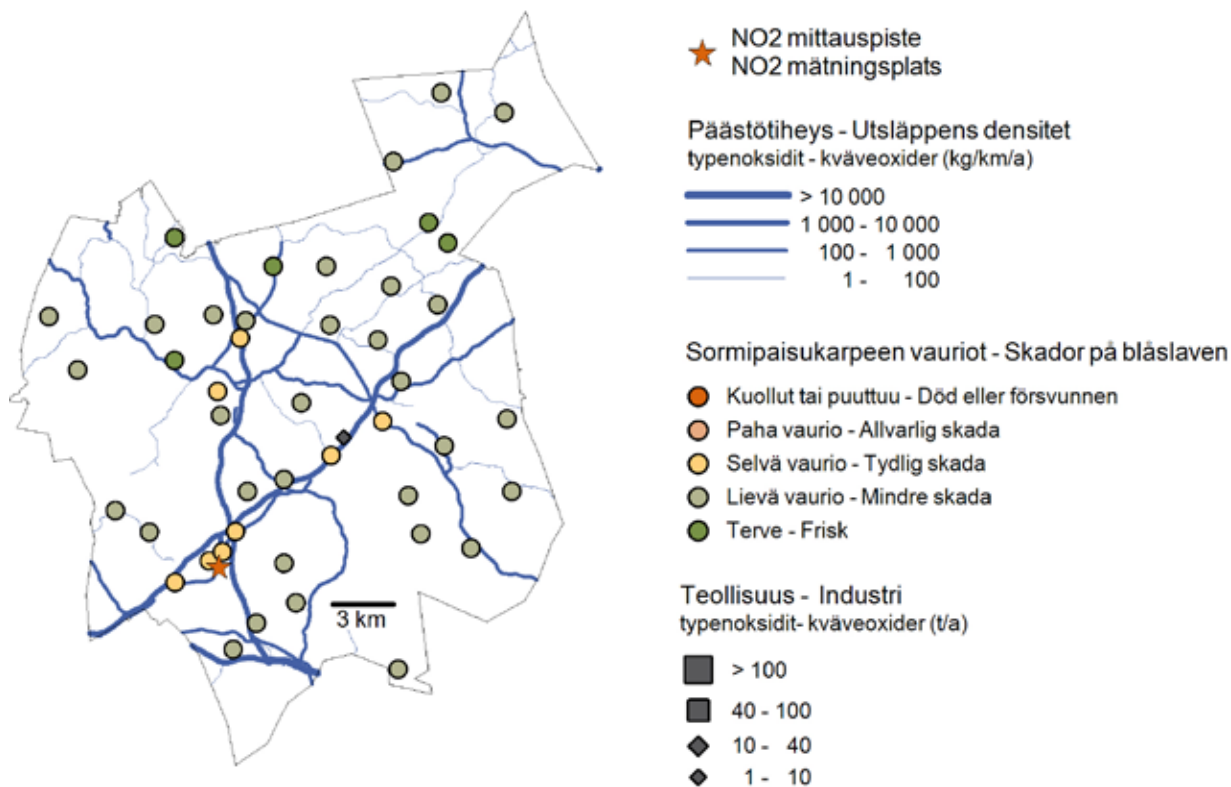 NO2 mittauspiste
NO2 mätningsplats
Päästötiheys - Utsläppens densitet
typenoksidit - kväveoxider (kg/km/a)
> 10 000
1 000 - 10 000
100 - 1 000
1 - 100
Sormipaisukarpeen vauriot - Skador på blåslaven
Kuollut tai puuttuu - Död eller försvunnen
Paha vaurio - Allvarlig skada
Selvä vaurio - Tydlig skada
Lievä vaurio - Mindre skada
Terve - Frisk
3 km
Teollisuus - Industri
typenoksidit- kväveoxider (t/a)
> 100
40 - 100
10 - 40
1 - 10